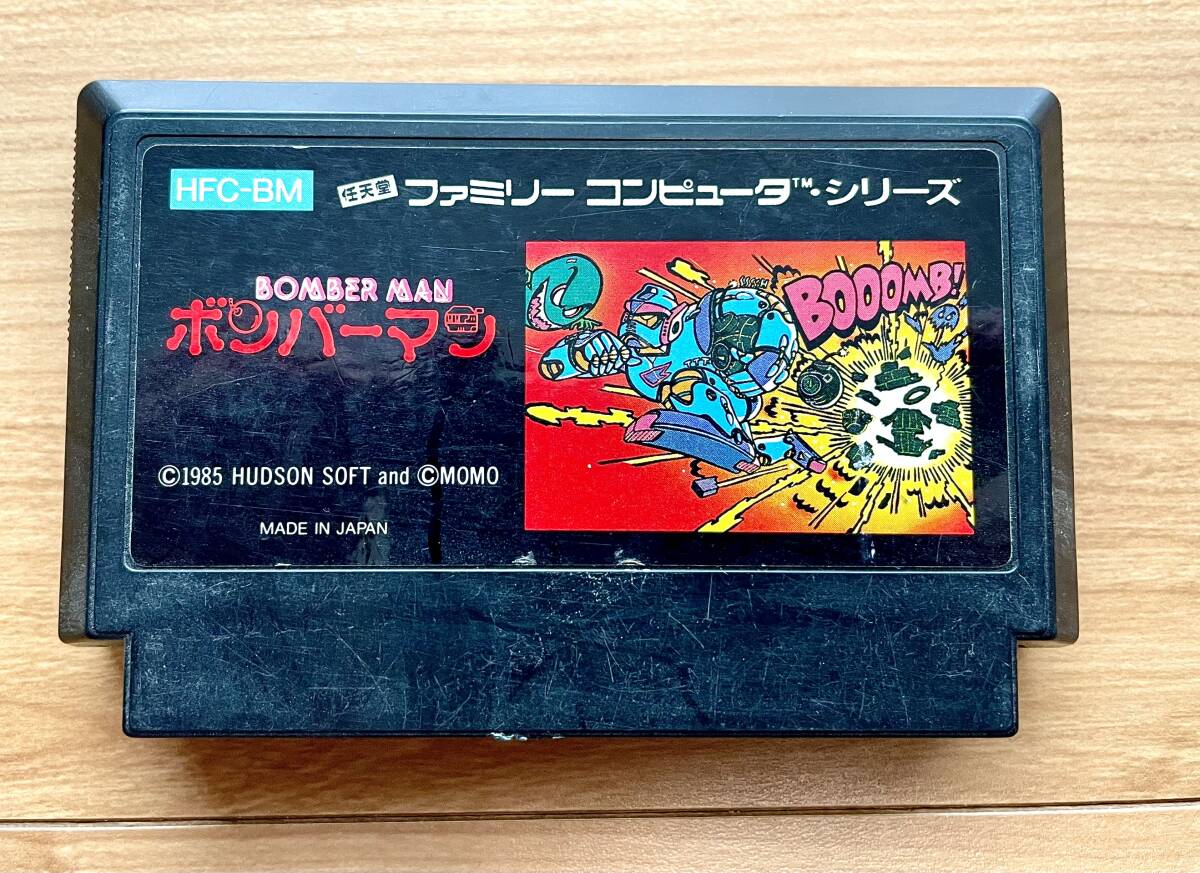 HFC-BM
任天堂 ファミリー コンピュータ™・シリーズ
BOMBER MAN
ボンバーマン
BOOOMB!
©1985 HUDSON SOFT and ©MOMO
MADE IN JAPAN